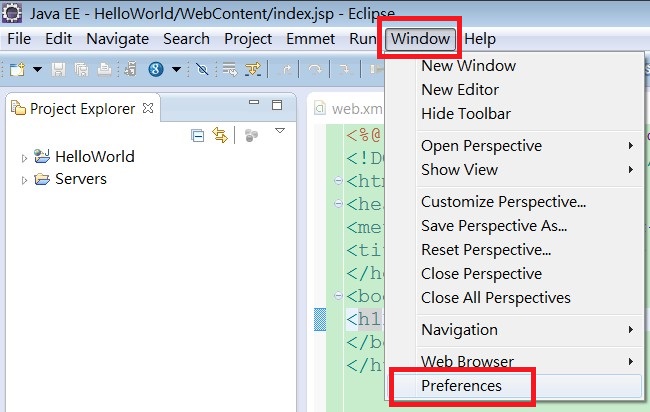 Java EE - HelloWorld/WebContent/index.jsp - Eclipse
File Edit Navigate Search Project Emmet Run Window Help
Project Explorer
HelloWorld
Servers
web.xm
<%@
<!DO
<htm
<hea
<met
<tit
</he
<bod
<h1
</bo
</ht
New Window
New Editor
Hide Toolbar
Open Perspective
Show View
Customize Perspective...
Save Perspective As...
Reset Perspective...
Close Perspective
Close All Perspectives
Navigation
Web Browser
Preferences